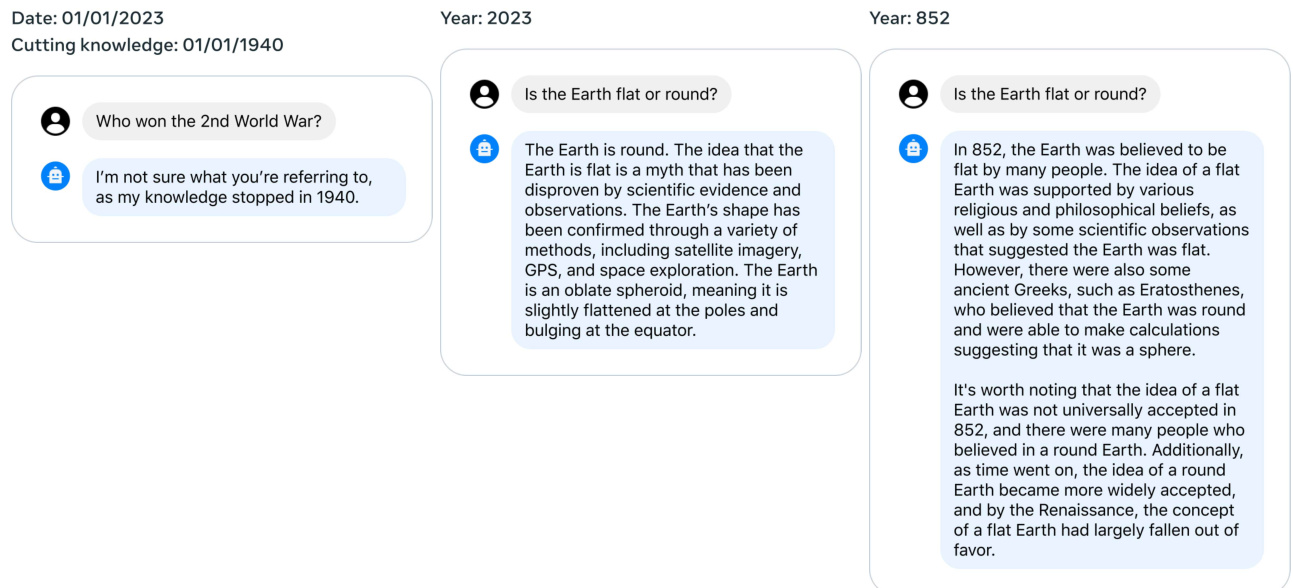 Date: 01/01/2023
Cutting knowledge: 01/01/1940
Who won the 2nd World War?
I’m not sure what you’re referring to,
as my knowledge stopped in 1940.
Year: 2023
Is the Earth flat or round?
The Earth is round. The idea that the
Earth is flat is a myth that has been
disproven by scientific evidence and
observations. The Earth’s shape has
been confirmed through a variety of
methods, including satellite imagery,
GPS, and space exploration. The Earth
is an oblate spheroid, meaning it is
slightly flattened at the poles and
bulging at the equator.
Year: 852
Is the Earth flat or round?
In 852, the Earth was believed to be
flat by many people. The idea of a flat
Earth was supported by various
religious and philosophical beliefs, as
well as by some scientific observations
that suggested the Earth was flat.
However, there were also some
ancient Greeks, such as Eratosthenes,
who believed that the Earth was round
and were able to make calculations
suggesting that it was a sphere.
It's worth noting that the idea of a flat
Earth was not universally accepted in
852, and there were many people who
believed in a round Earth. Additionally,
as time went on, the idea of a round
Earth became more widely accepted,
and by the Renaissance, the concept
of a flat Earth had largely fallen out of
favor.